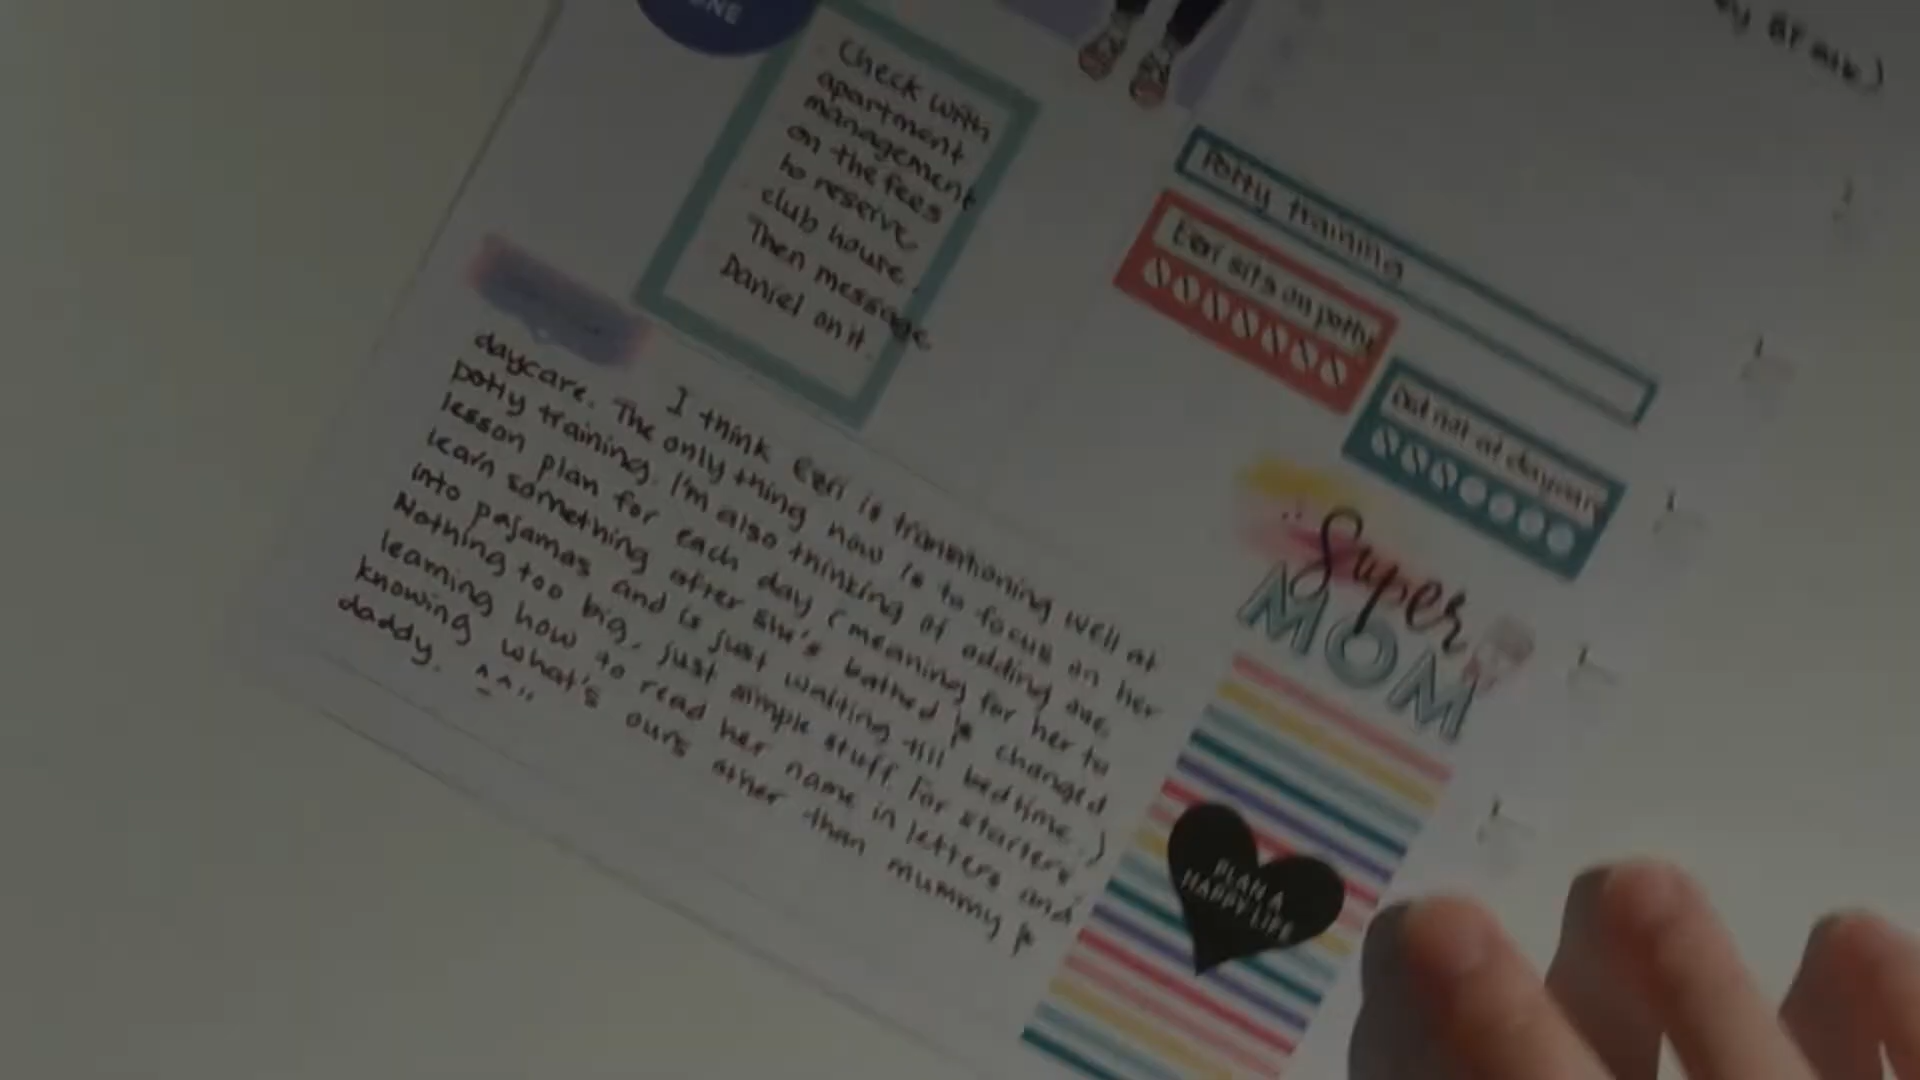 NE
Check with
apartment
management
on the fees
to reserve
club house.
Then message
Daniel on it.
I think Eeri is transitioning well at
daycare. The only thing now is to focus on her
potty training. I'm also thinking of adding one
lesson plan for each day (meaning for her to
learn something after she's bathed & changed
into pajamas and is just waiting till bedtime.)
Nothing too big, just simple stuff. For starters,
learning how to read her name in letters and
knowing what's ours other than mummy &
daddy. ^_^;;
Potty training
Eeri sits on potty
but not at daycare
Super
MOM
PLAN A
HAPPY LIFE